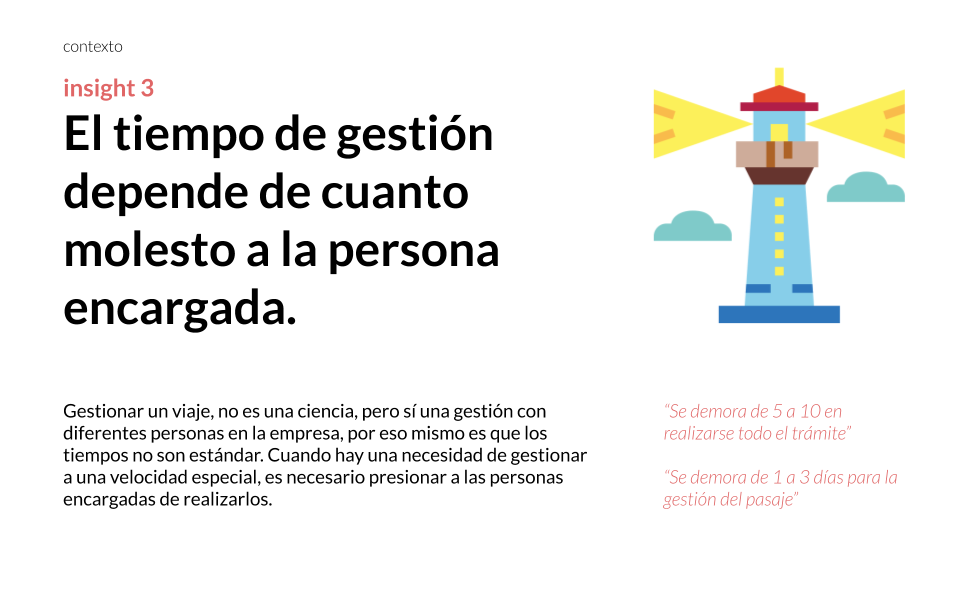 contexto
insight 3
El tiempo de gestión
depende de cuanto
molesto a la persona
encargada.
Gestionar un viaje, no es una ciencia, pero sí una gestión con
diferentes personas en la empresa, por eso mismo es que los
tiempos no son estándar. Cuando hay una necesidad de gestionar
a una velocidad especial, es necesario presionar a las personas
encargadas de realizarlos.
“Se demora de 5 a 10 en
realizarse todo el trámite”
“Se demora de 1 a 3 días para la
gestión del pasaje”